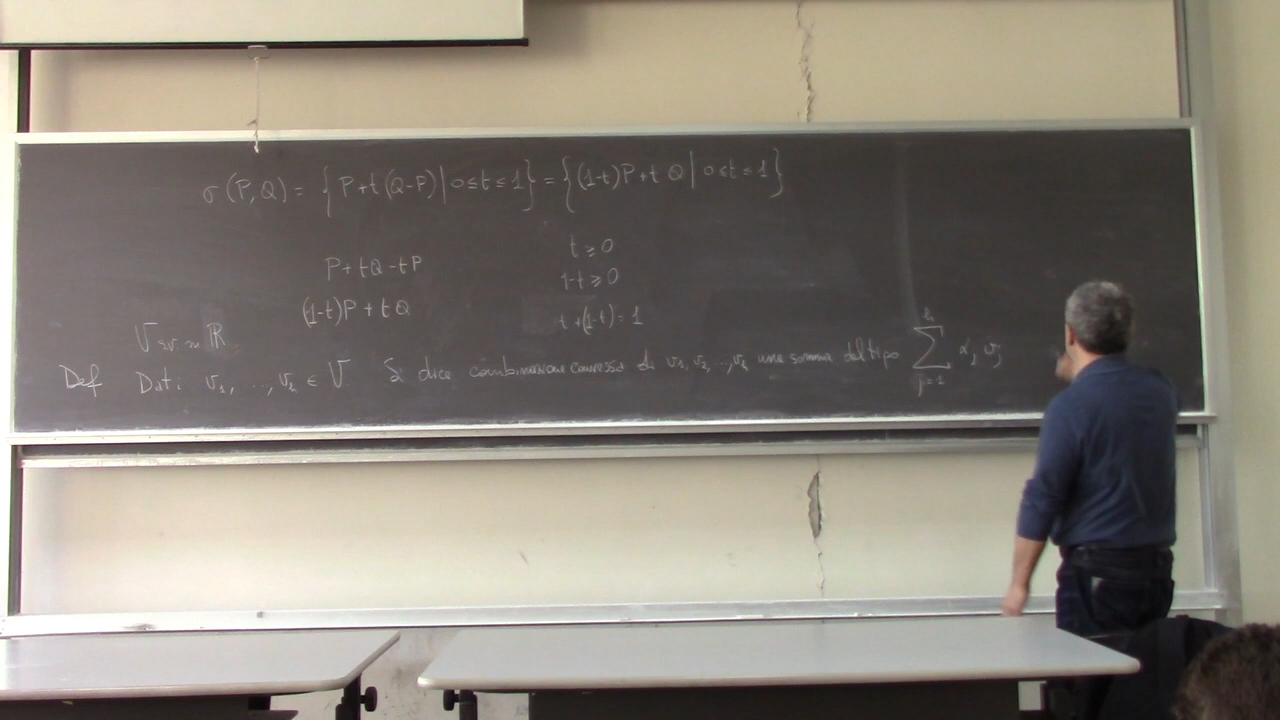 σ(P,Q) = { P+t(Q-P) | 0≤t≤1 } = { (1-t)P+tQ | 0≤t≤1 }
t ≥ 0
P+tQ-tP
1-t ≥ 0
(1-t)P+tQ
t+(1-t)=1
V sv su ℝ
Def Dati v₁, ..., vₖ ∈ V Si dice combinazione convessa di v₁, v₂, ..., vₖ una somma del tipo ∑ⱼ₌₁ᵏ αⱼ vⱼ